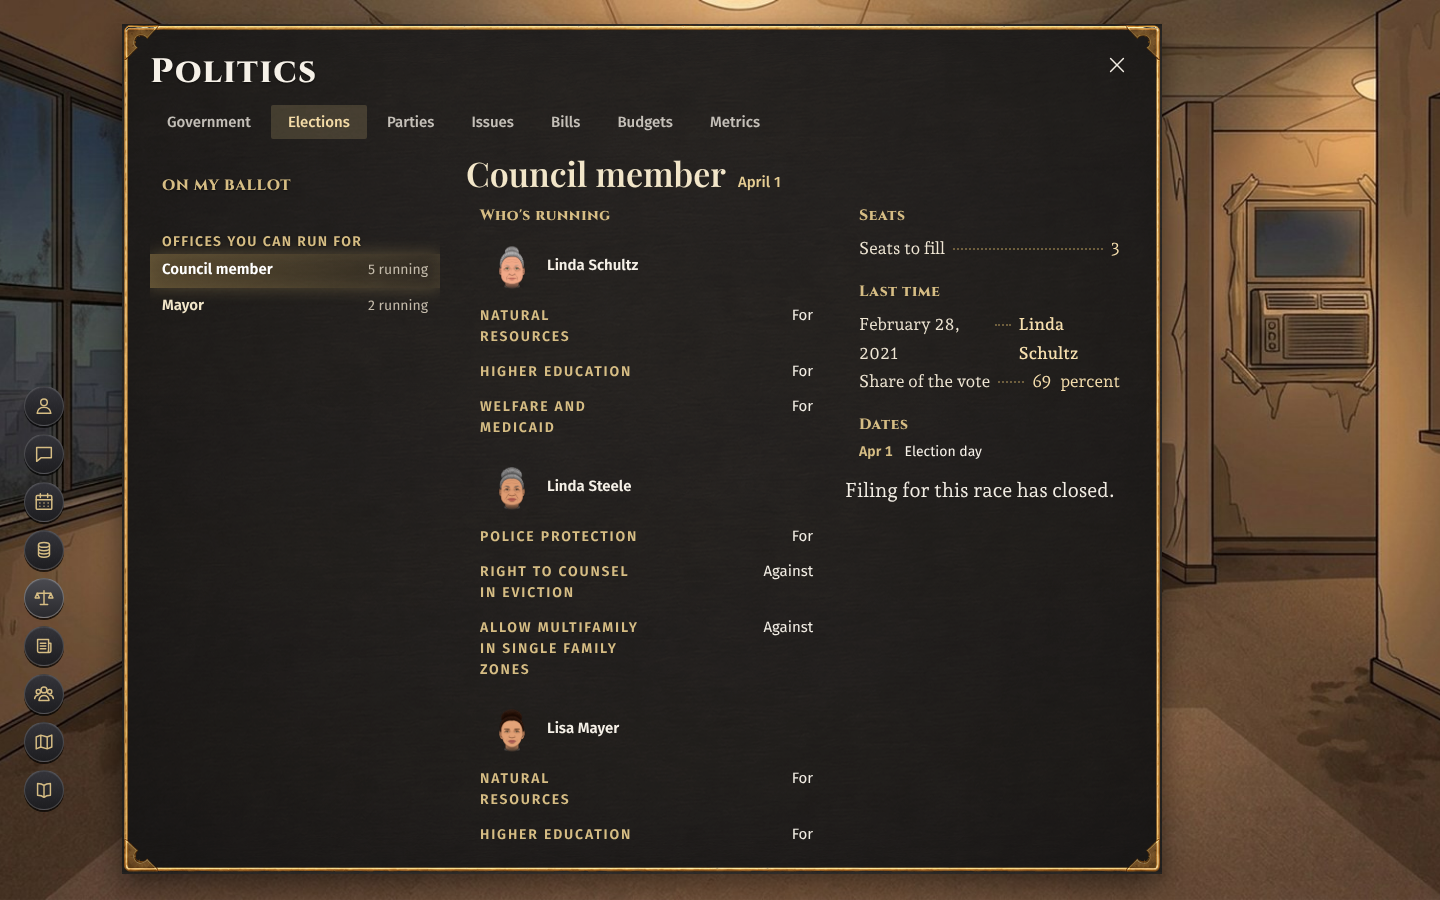 Politics
Government Elections Parties Issues Bills Budgets Metrics
On my ballot
OFFICES YOU CAN RUN FOR
Council member 5 running
Mayor 2 running
Council member April 1
Who's running
Linda Schultz
NATURAL RESOURCES For
HIGHER EDUCATION For
WELFARE AND MEDICAID For
Linda Steele
POLICE PROTECTION For
RIGHT TO COUNSEL IN EVICTION Against
ALLOW MULTIFAMILY IN SINGLE FAMILY ZONES Against
Lisa Mayer
NATURAL RESOURCES For
HIGHER EDUCATION For
Seats
Seats to fill 3
Last time
February 28, 2021 Linda Schultz
Share of the vote 69 percent
Dates
Apr 1 Election day
Filing for this race has closed.